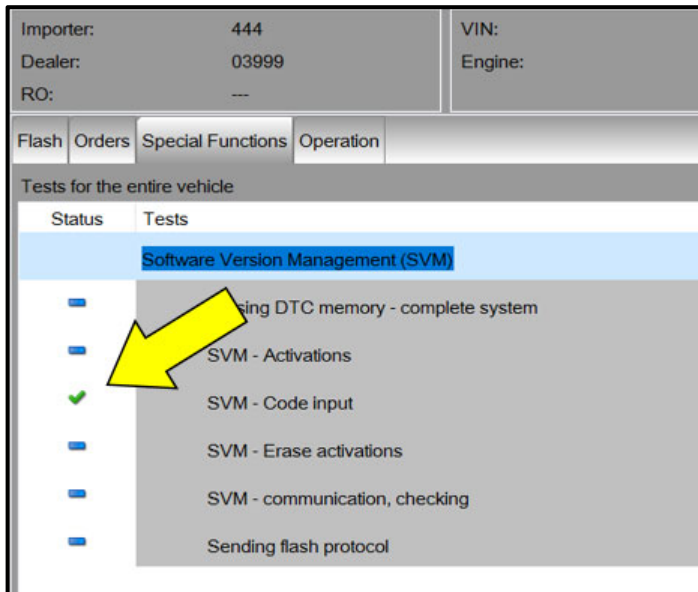 Importer: 444 VIN:
Dealer: 03999 Engine:
RO: ---
Flash Orders Special Functions Operation
Tests for the entire vehicle
Status Tests
Software Version Management (SVM)
sing DTC memory - complete system
SVM - Activations
SVM - Code input
SVM - Erase activations
SVM - communication, checking
Sending flash protocol